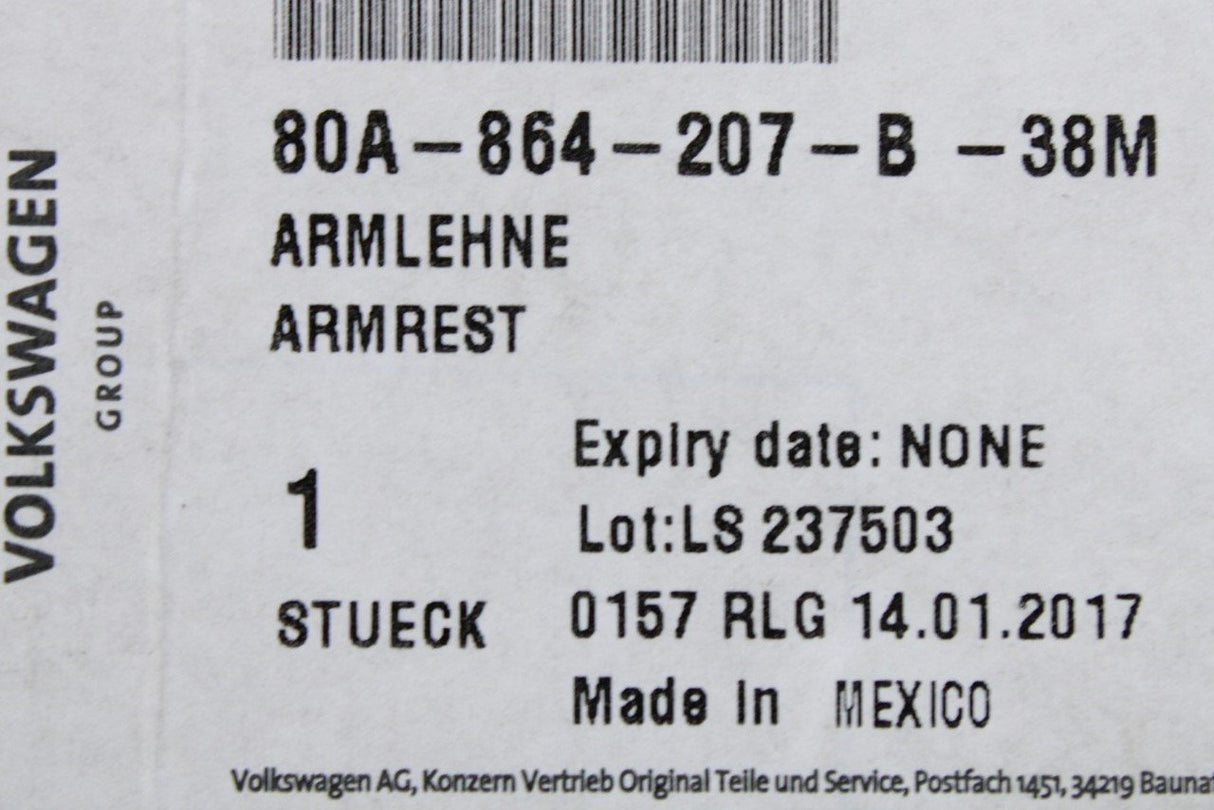 80A-864-207-B -38M
ARMLEHNE
ARMREST
Expiry date: NONE
1
Lot:LS 237503
STUECK
0157 RLG 14.01.2017
Made In MEXICO
Volkswagen AG, Konzern Vertrieb Original Teile und Service, Postfach 1451, 34219
VOLKSWAGEN
GROUP